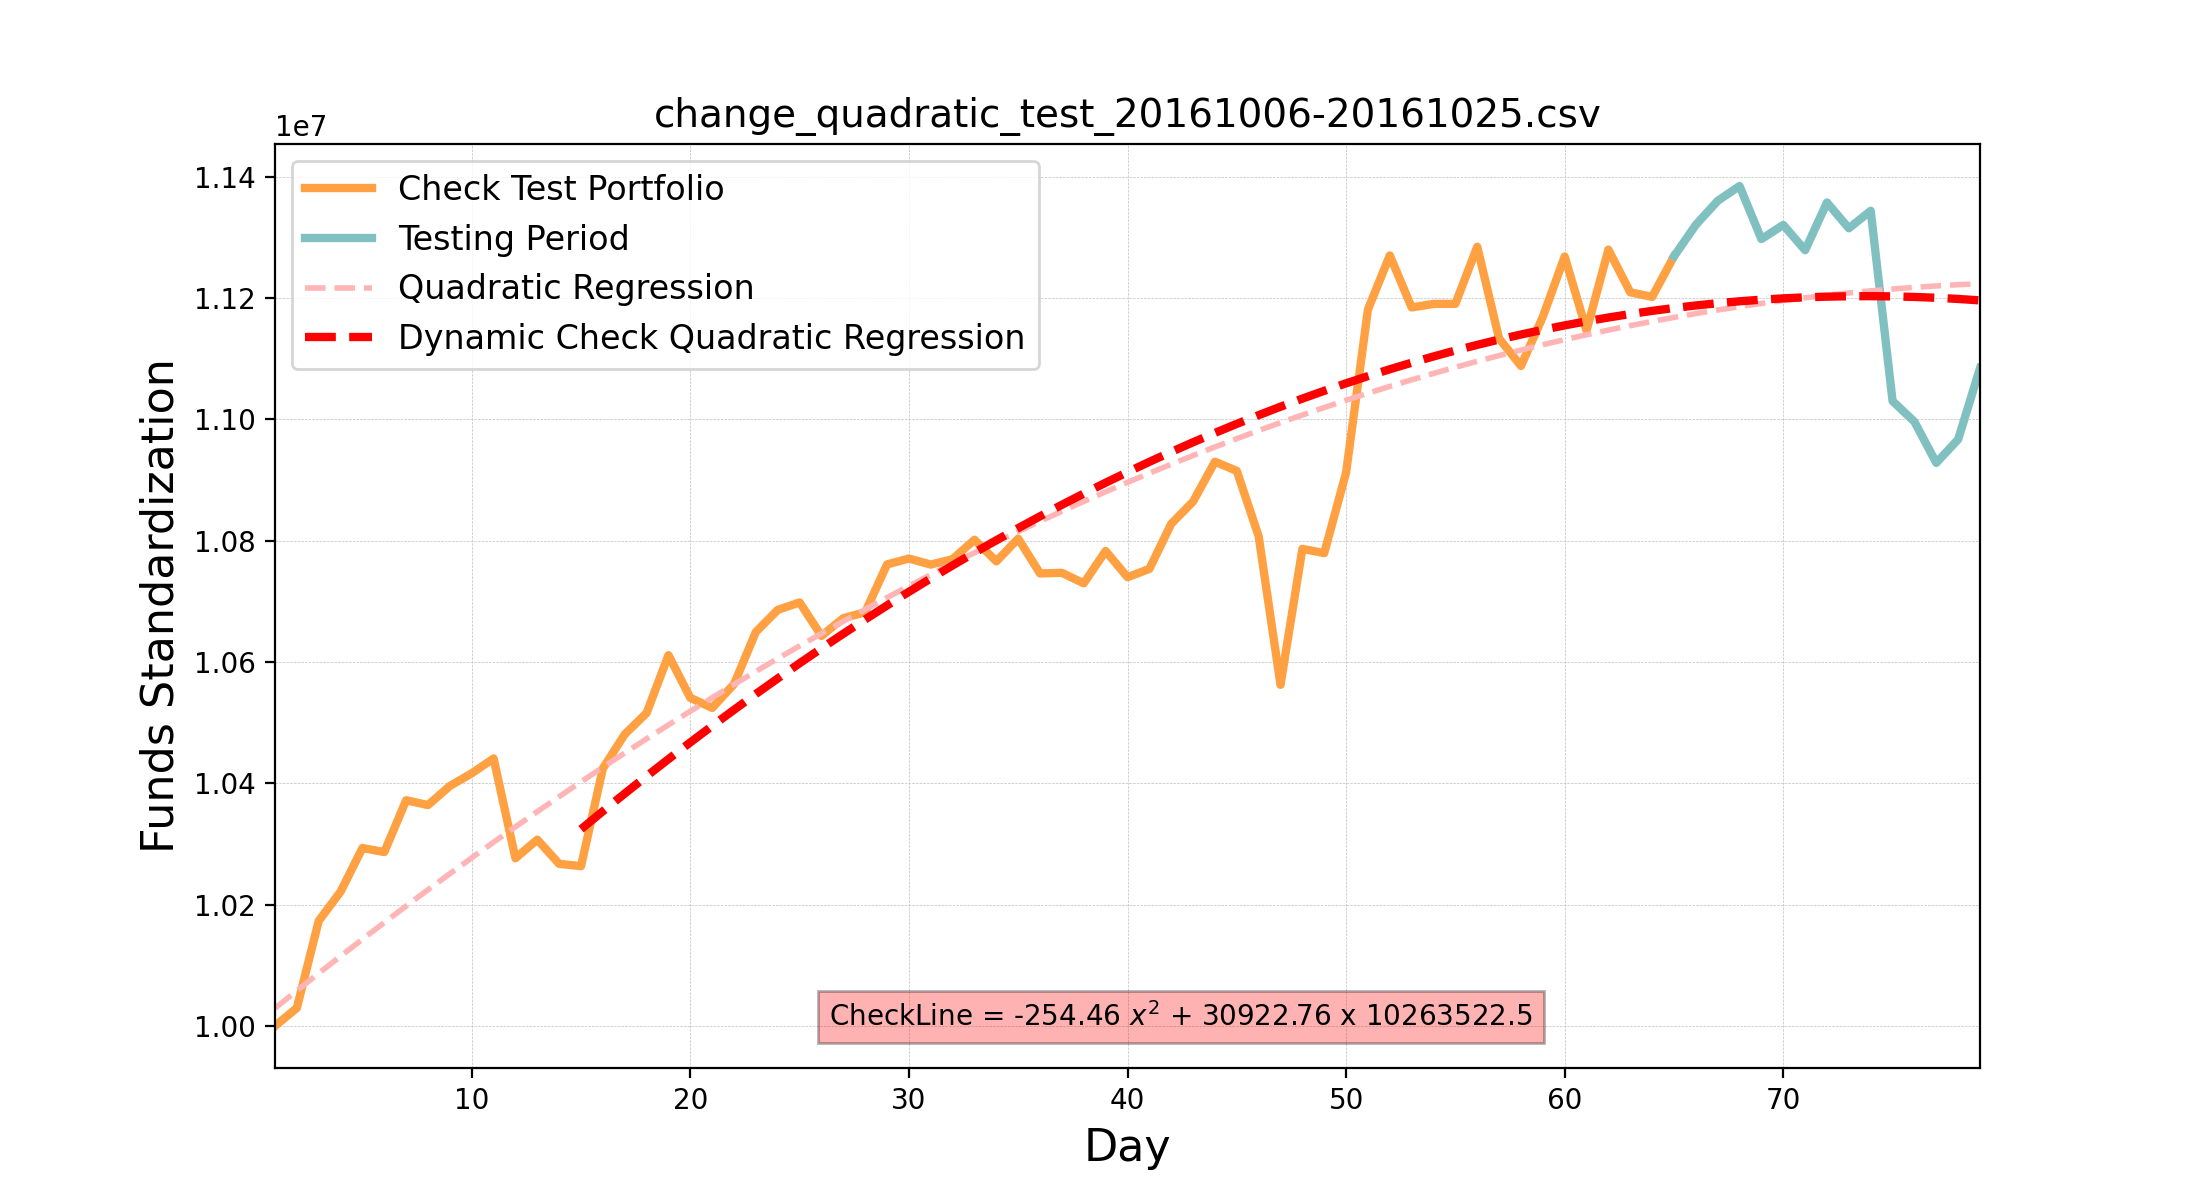 change_quadratic_test_20161006-20161025.csv
1e7
Check Test Portfolio
Testing Period
Quadratic Regression
Dynamic Check Quadratic Regression
1.14
1.12
1.10
1.08
1.06
1.04
1.02
1.00
Funds Standardization
CheckLine = -254.46 x² + 30922.76 x 10263522.5
10 20 30 40 50 60 70
Day